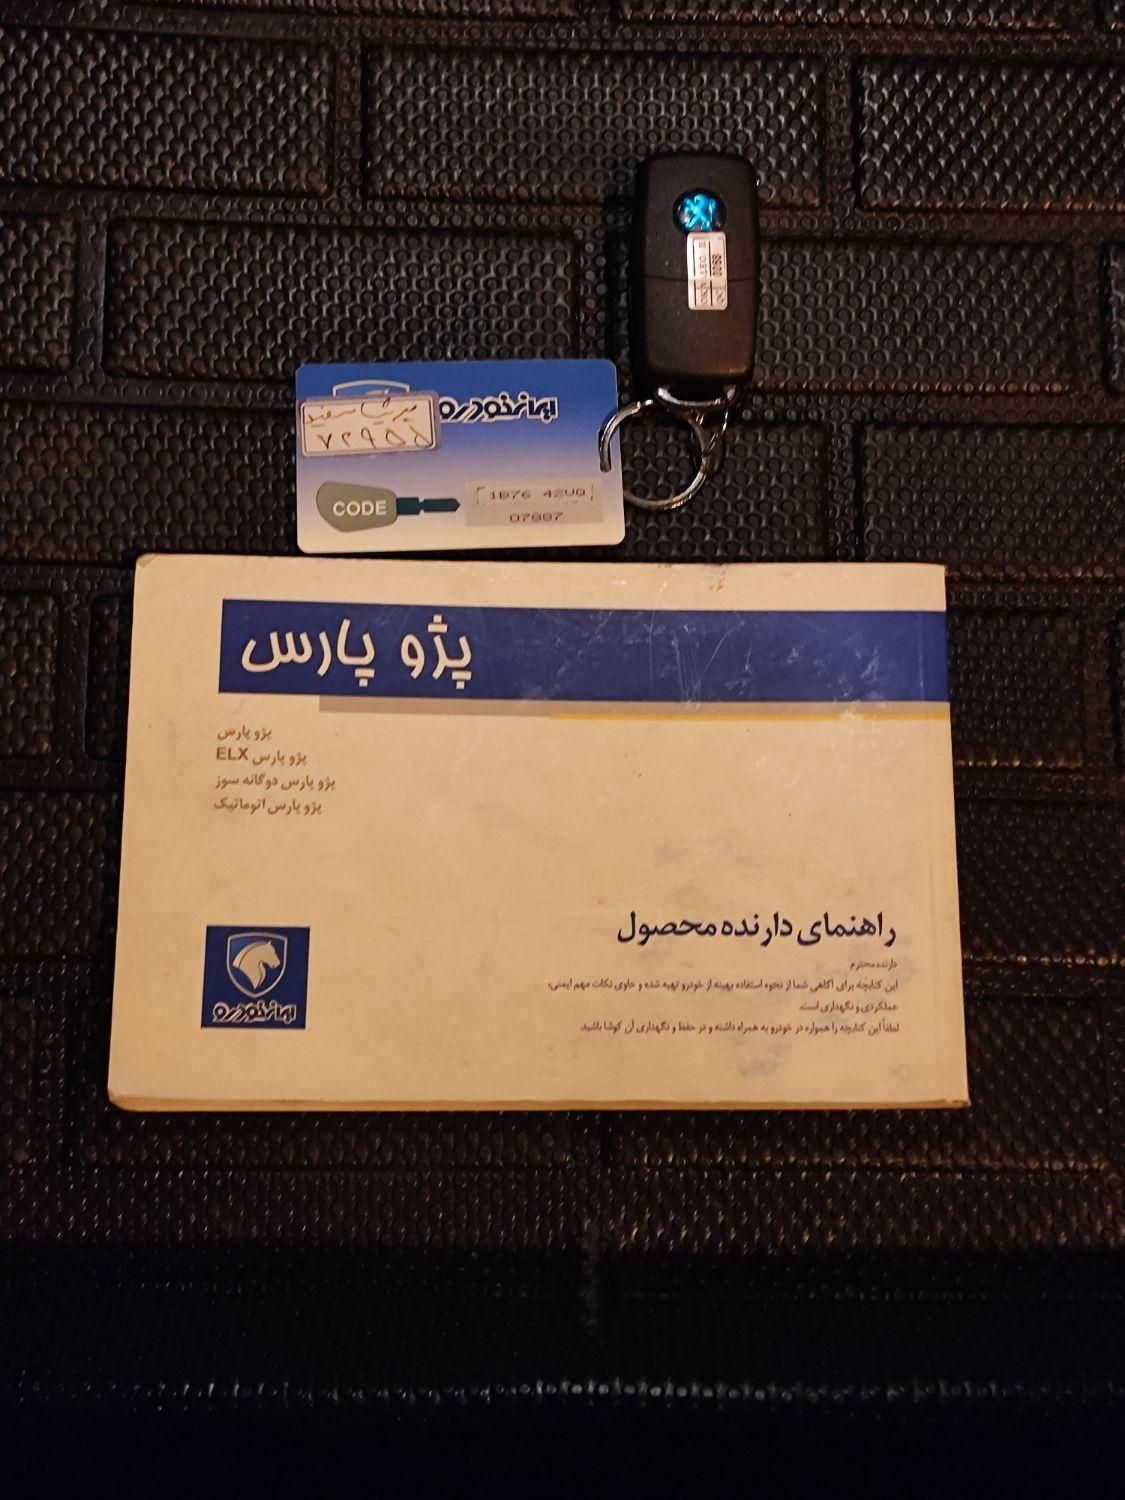 ایران‌خودرو
۷۲۹۵۵
CODE
1B76 42VQ
07887
پژو پارس
پژو پارس
پژو پارس ELX
پژو پارس دوگانه سوز
پژو پارس اتوماتیک
راهنمای دارنده محصول
دارنده محترم
این کتابچه برای آگاهی شما از نحوه استفاده بهینه از خودرو تهیه شده و حاوی نکات مهم ایمنی،
عملکردی و نگهداری است.
لطفاً این کتابچه را همواره در خودرو به همراه داشته و در حفظ و نگهداری آن کوشا باشید.
ایران‌خودرو